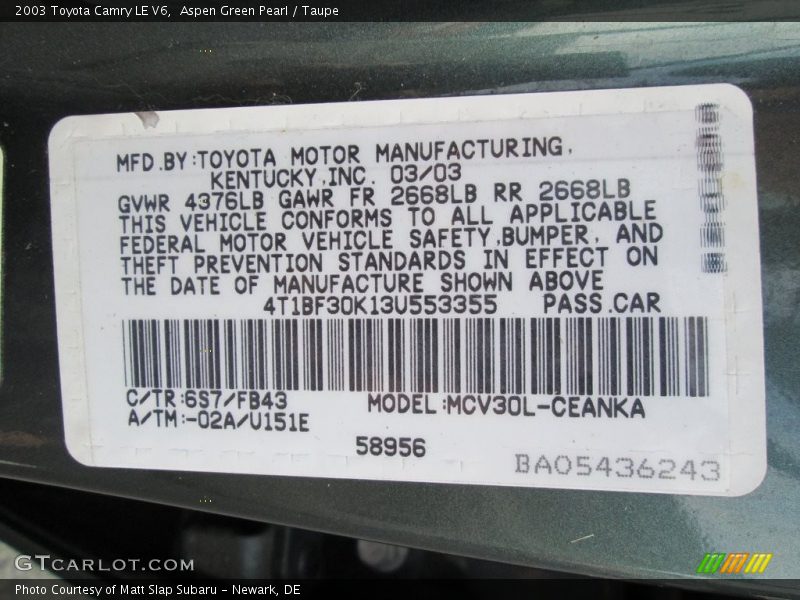 2003 Toyota Camry LE V6,  Aspen Green Pearl / Taupe
MFD.BY:TOYOTA MOTOR MANUFACTURING,
KENTUCKY,INC. 03/03
GVWR 4376LB GAWR FR 2668LB RR 2668LB
THIS VEHICLE CONFORMS TO ALL APPLICABLE
FEDERAL MOTOR VEHICLE SAFETY,BUMPER, AND
THEFT PREVENTION STANDARDS IN EFFECT ON
THE DATE OF MANUFACTURE SHOWN ABOVE
4T1BF30K13U553355 PASS.CAR
C/TR:6S7/FB43 MODEL:MCV30L-CEANKA
A/TM:-02A/U151E
58956
BA05436243
GTCARLOT.COM
Photo Courtesy of Matt Slap Subaru - Newark, DE